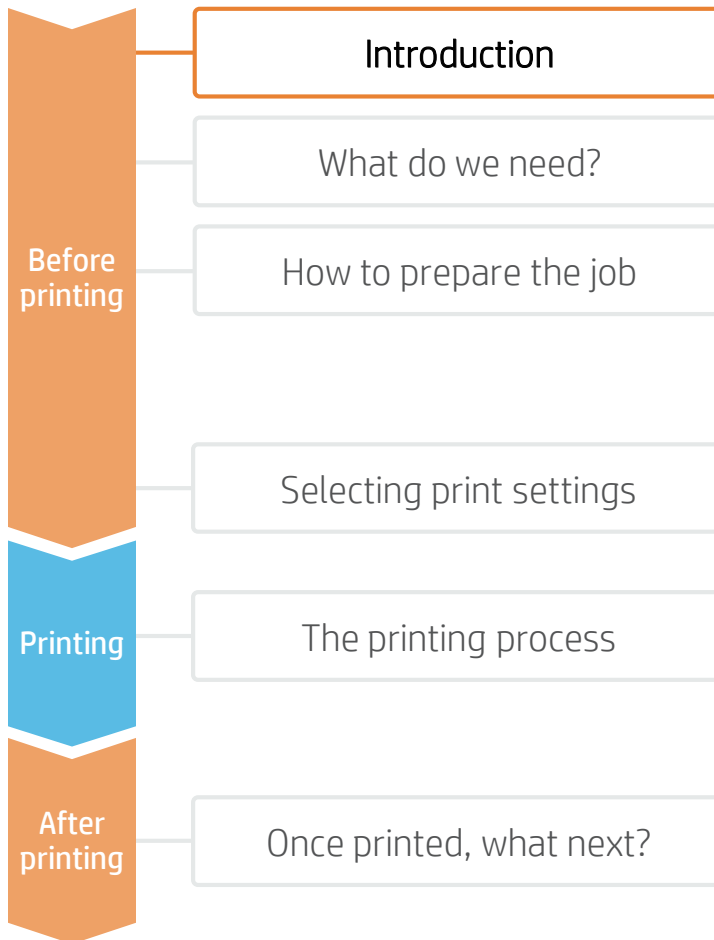 Introduction
What do we need?
Before
printing
How to prepare the job
Selecting print settings
Printing
The printing process
After
printing
Once printed, what next?